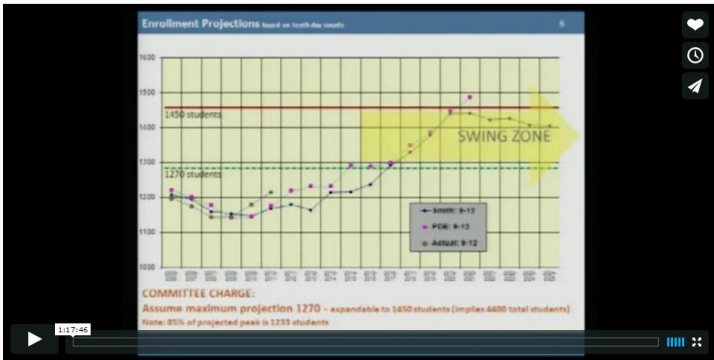 Enrollment Projections based on tenth-day counts 6
1600
1500
1450 students
1400
SWING ZONE
1300
1270 students
1200
Smith: 9-12
POE: 9-12
1100
Actual: 9-12
1000
COMMITTEE CHARGE:
Assume maximum projection 1270 - expandable to 1450 students (implies 4400 total students)
Note: 85% of projected peak is 1233 students
1:17:46